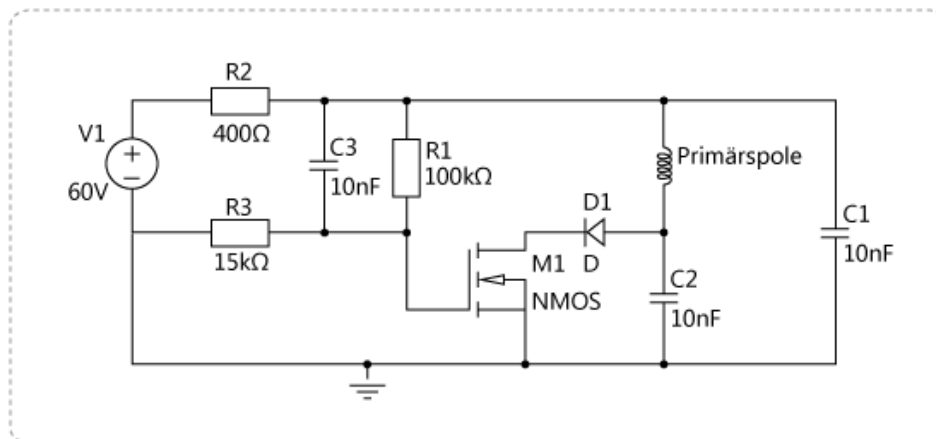 R2
400Ω
V1
60V
C3
10nF
R1
100kΩ
Primärspole
R3
15kΩ
D1
D
M1
NMOS
C2
10nF
C1
10nF